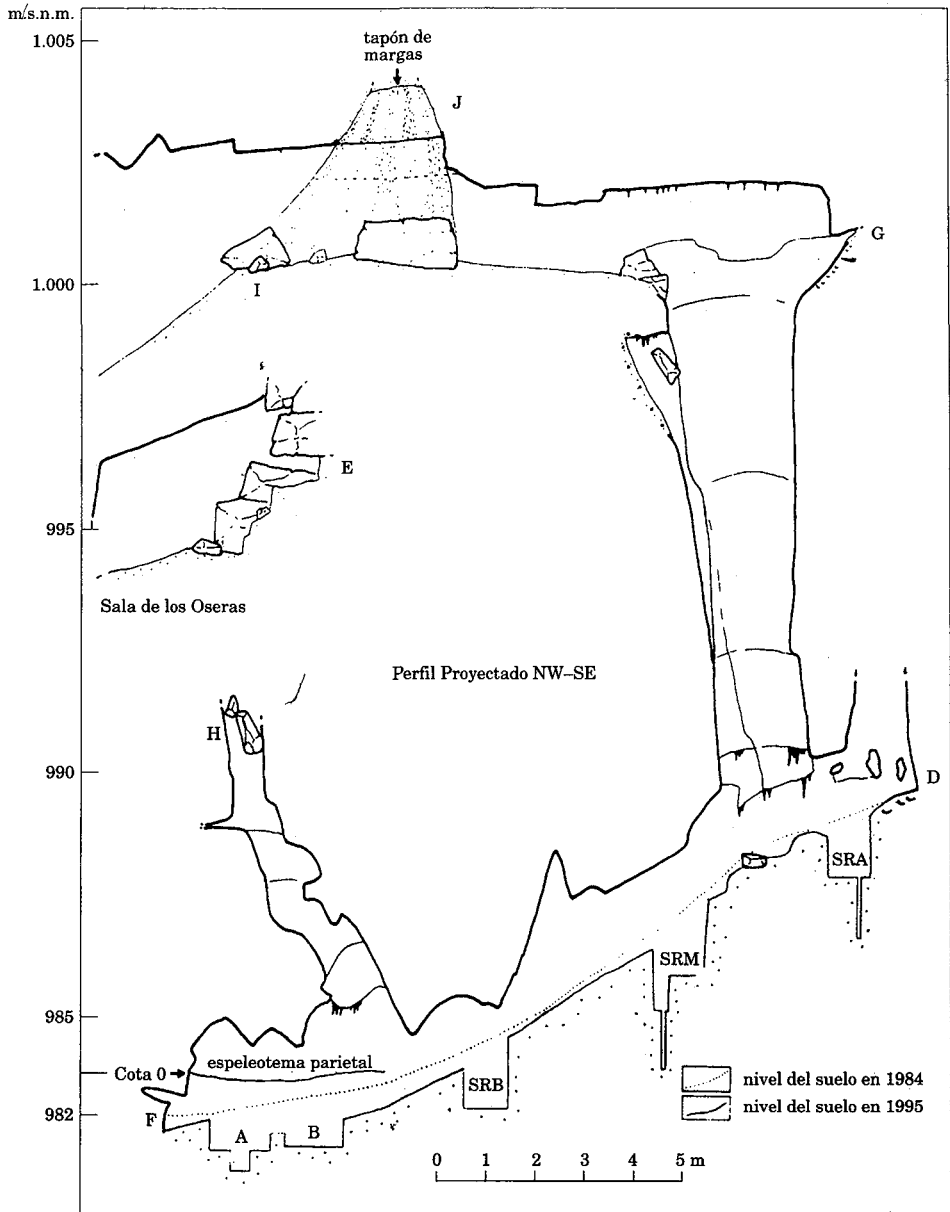 m/s.n.m.
1.005
tapón de
margas
J
G
1.000
I
E
995
Sala de los Oseras
Perfil Proyectado NW–SE
H
990
D
SRA
SRM
985
espeleotema parietal
Cota 0
SRB
nivel del suelo en 1984
982
F
A
B
nivel del suelo en 1995
0 1 2 3 4 5 m